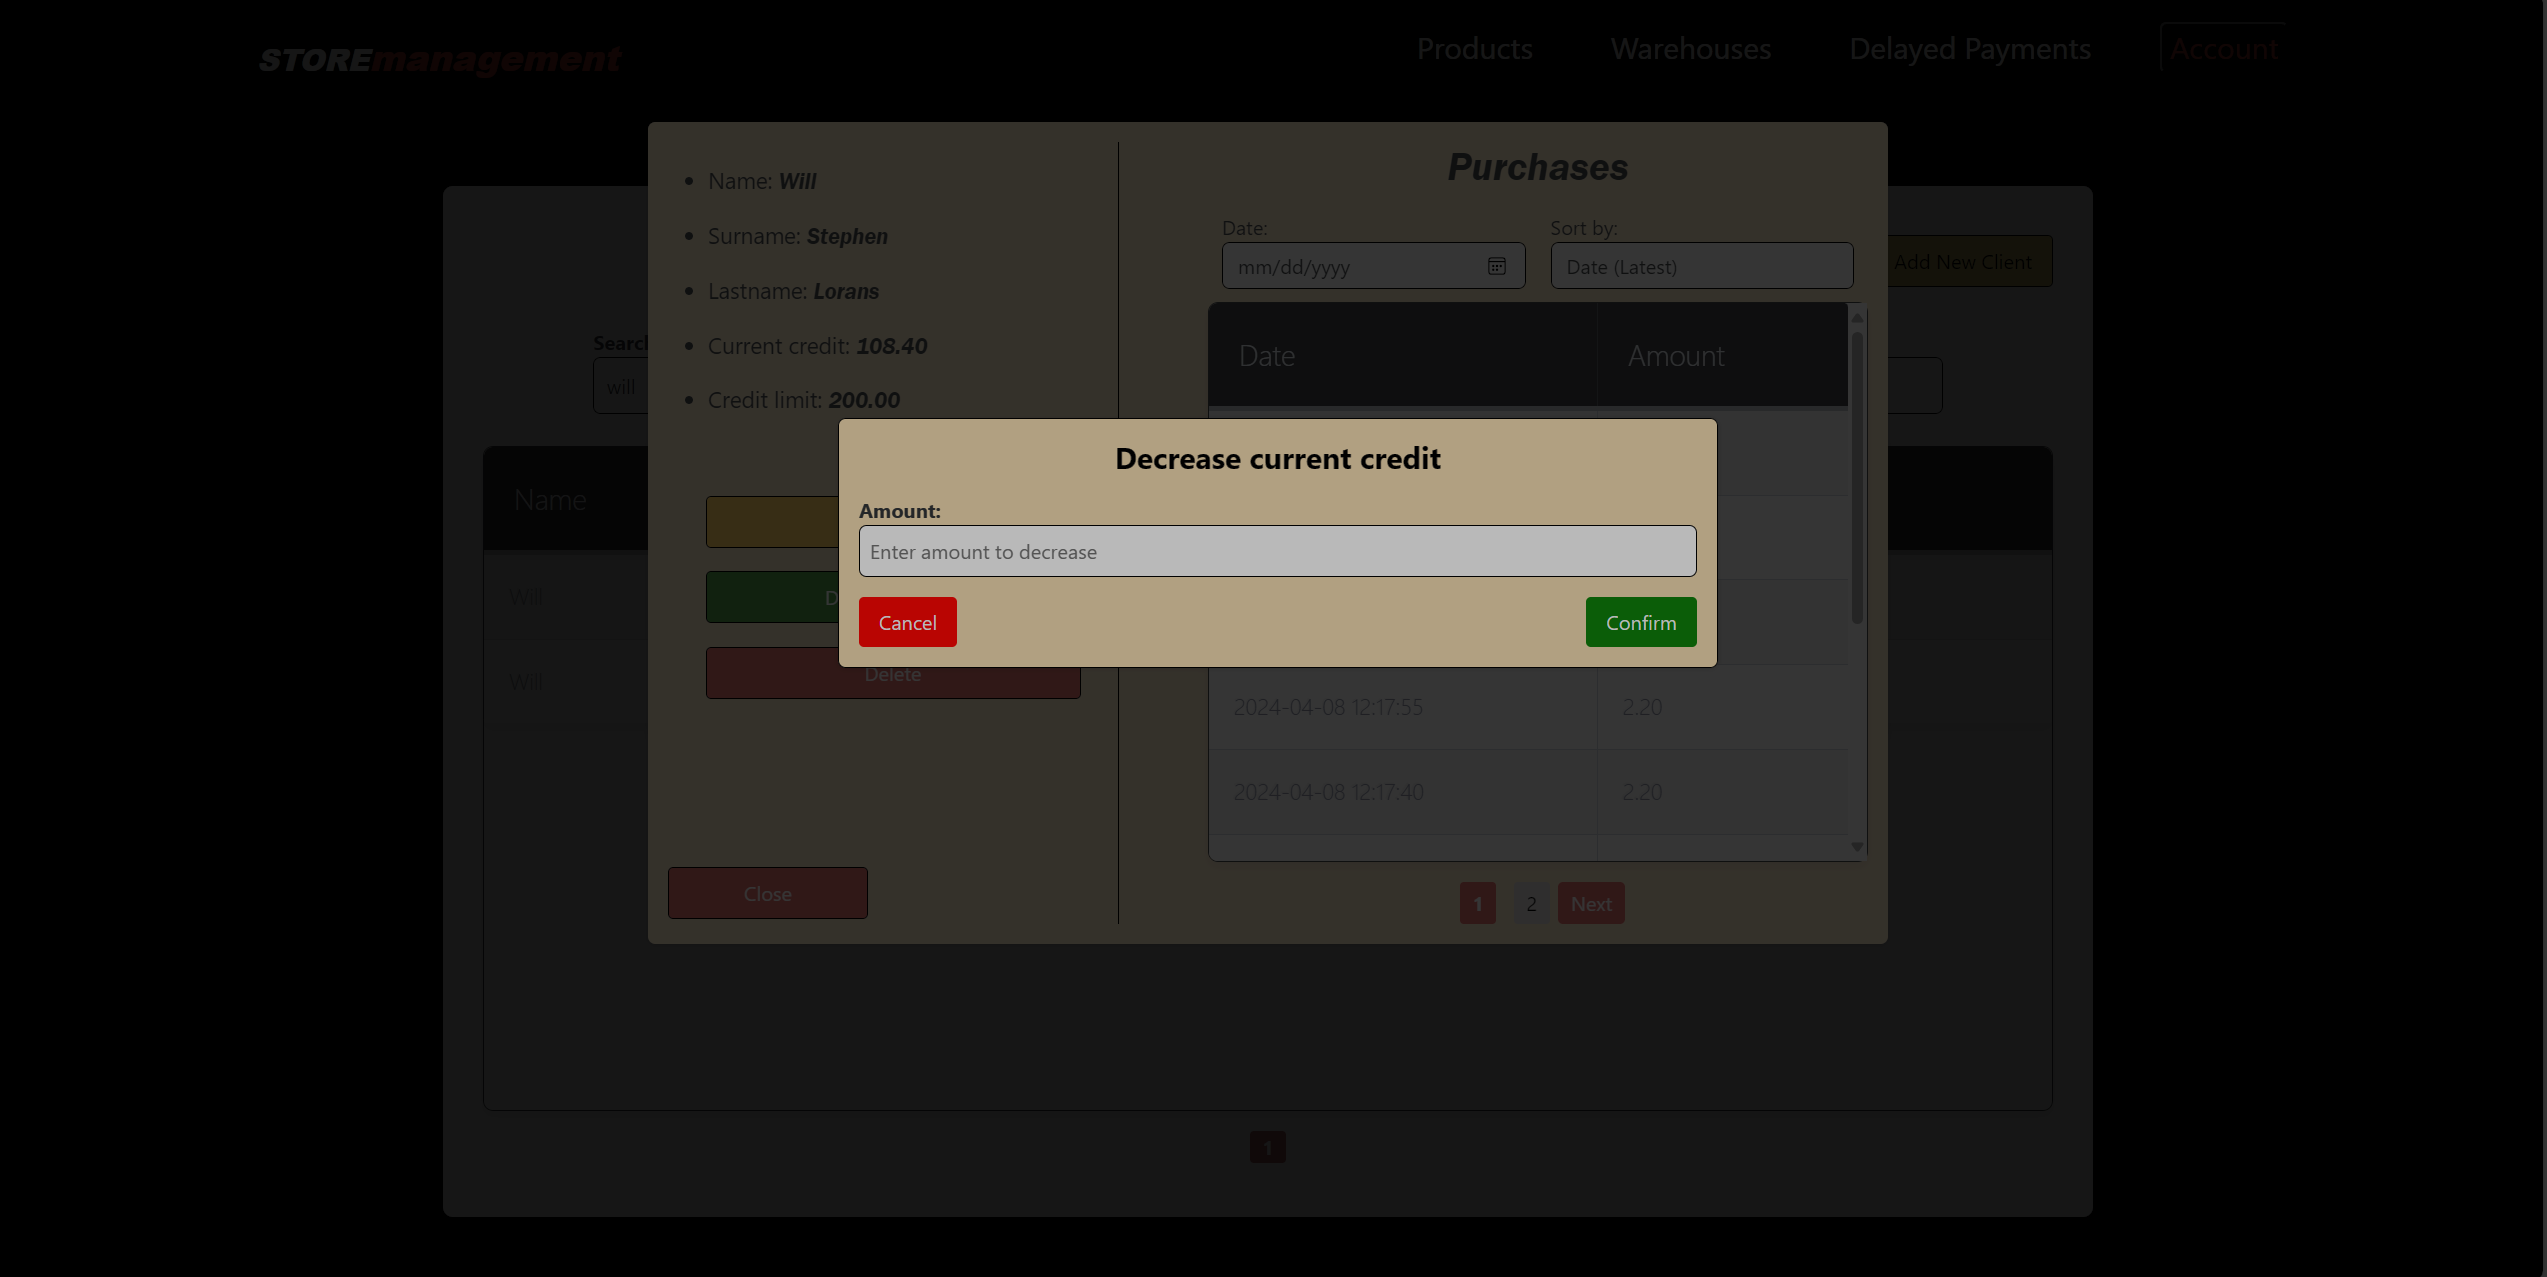 STOREmanagement
Products
Warehouses
Delayed Payments
Account
Name: Will
Surname: Stephen
Lastname: Lorans
Current credit: 108.40
Credit limit: 200.00
Delete
Close
Purchases
Date:
Sort by:
mm/dd/yyyy
Date (Latest)
Date
Amount
2024-04-08 12:17:55
2.20
2024-04-08 12:17:40
2.20
1
2
Next
Decrease current credit
Amount:
Enter amount to decrease
Cancel
Confirm
Add New Client
will
Name
Will
Will
1